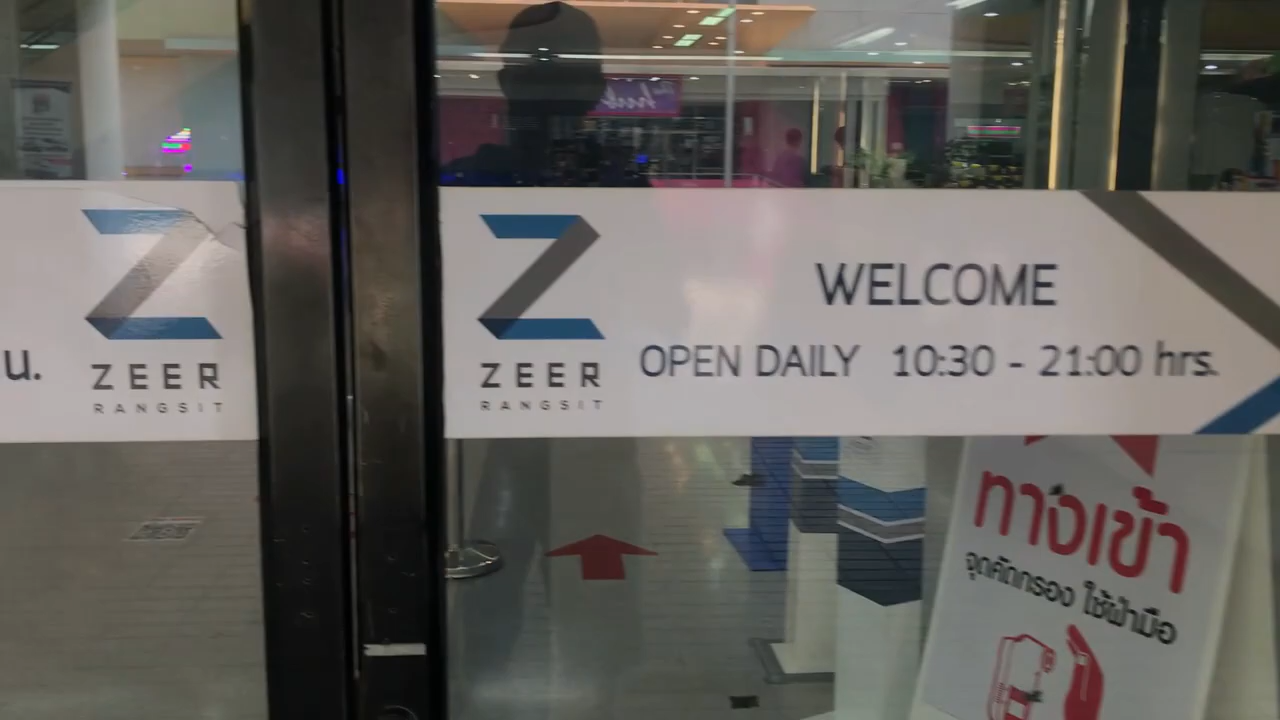 น.
ZEER
RANGSIT
ZEER
RANGSIT
WELCOME
OPEN DAILY 10:30 - 21:00 hrs.
ทางเข้า
จุดคัดกรอง ใช้ฝ่ามือ